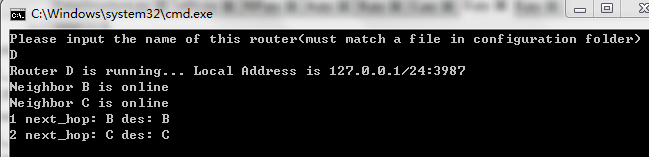 C:\Windows\system32\cmd.exe
Please input the name of this router(must match a file in configuration folder)
D
Router D is running... Local Address is 127.0.0.1/24:3987
Neighbor B is online
Neighbor C is online
1 next_hop: B des: B
2 next_hop: C des: C